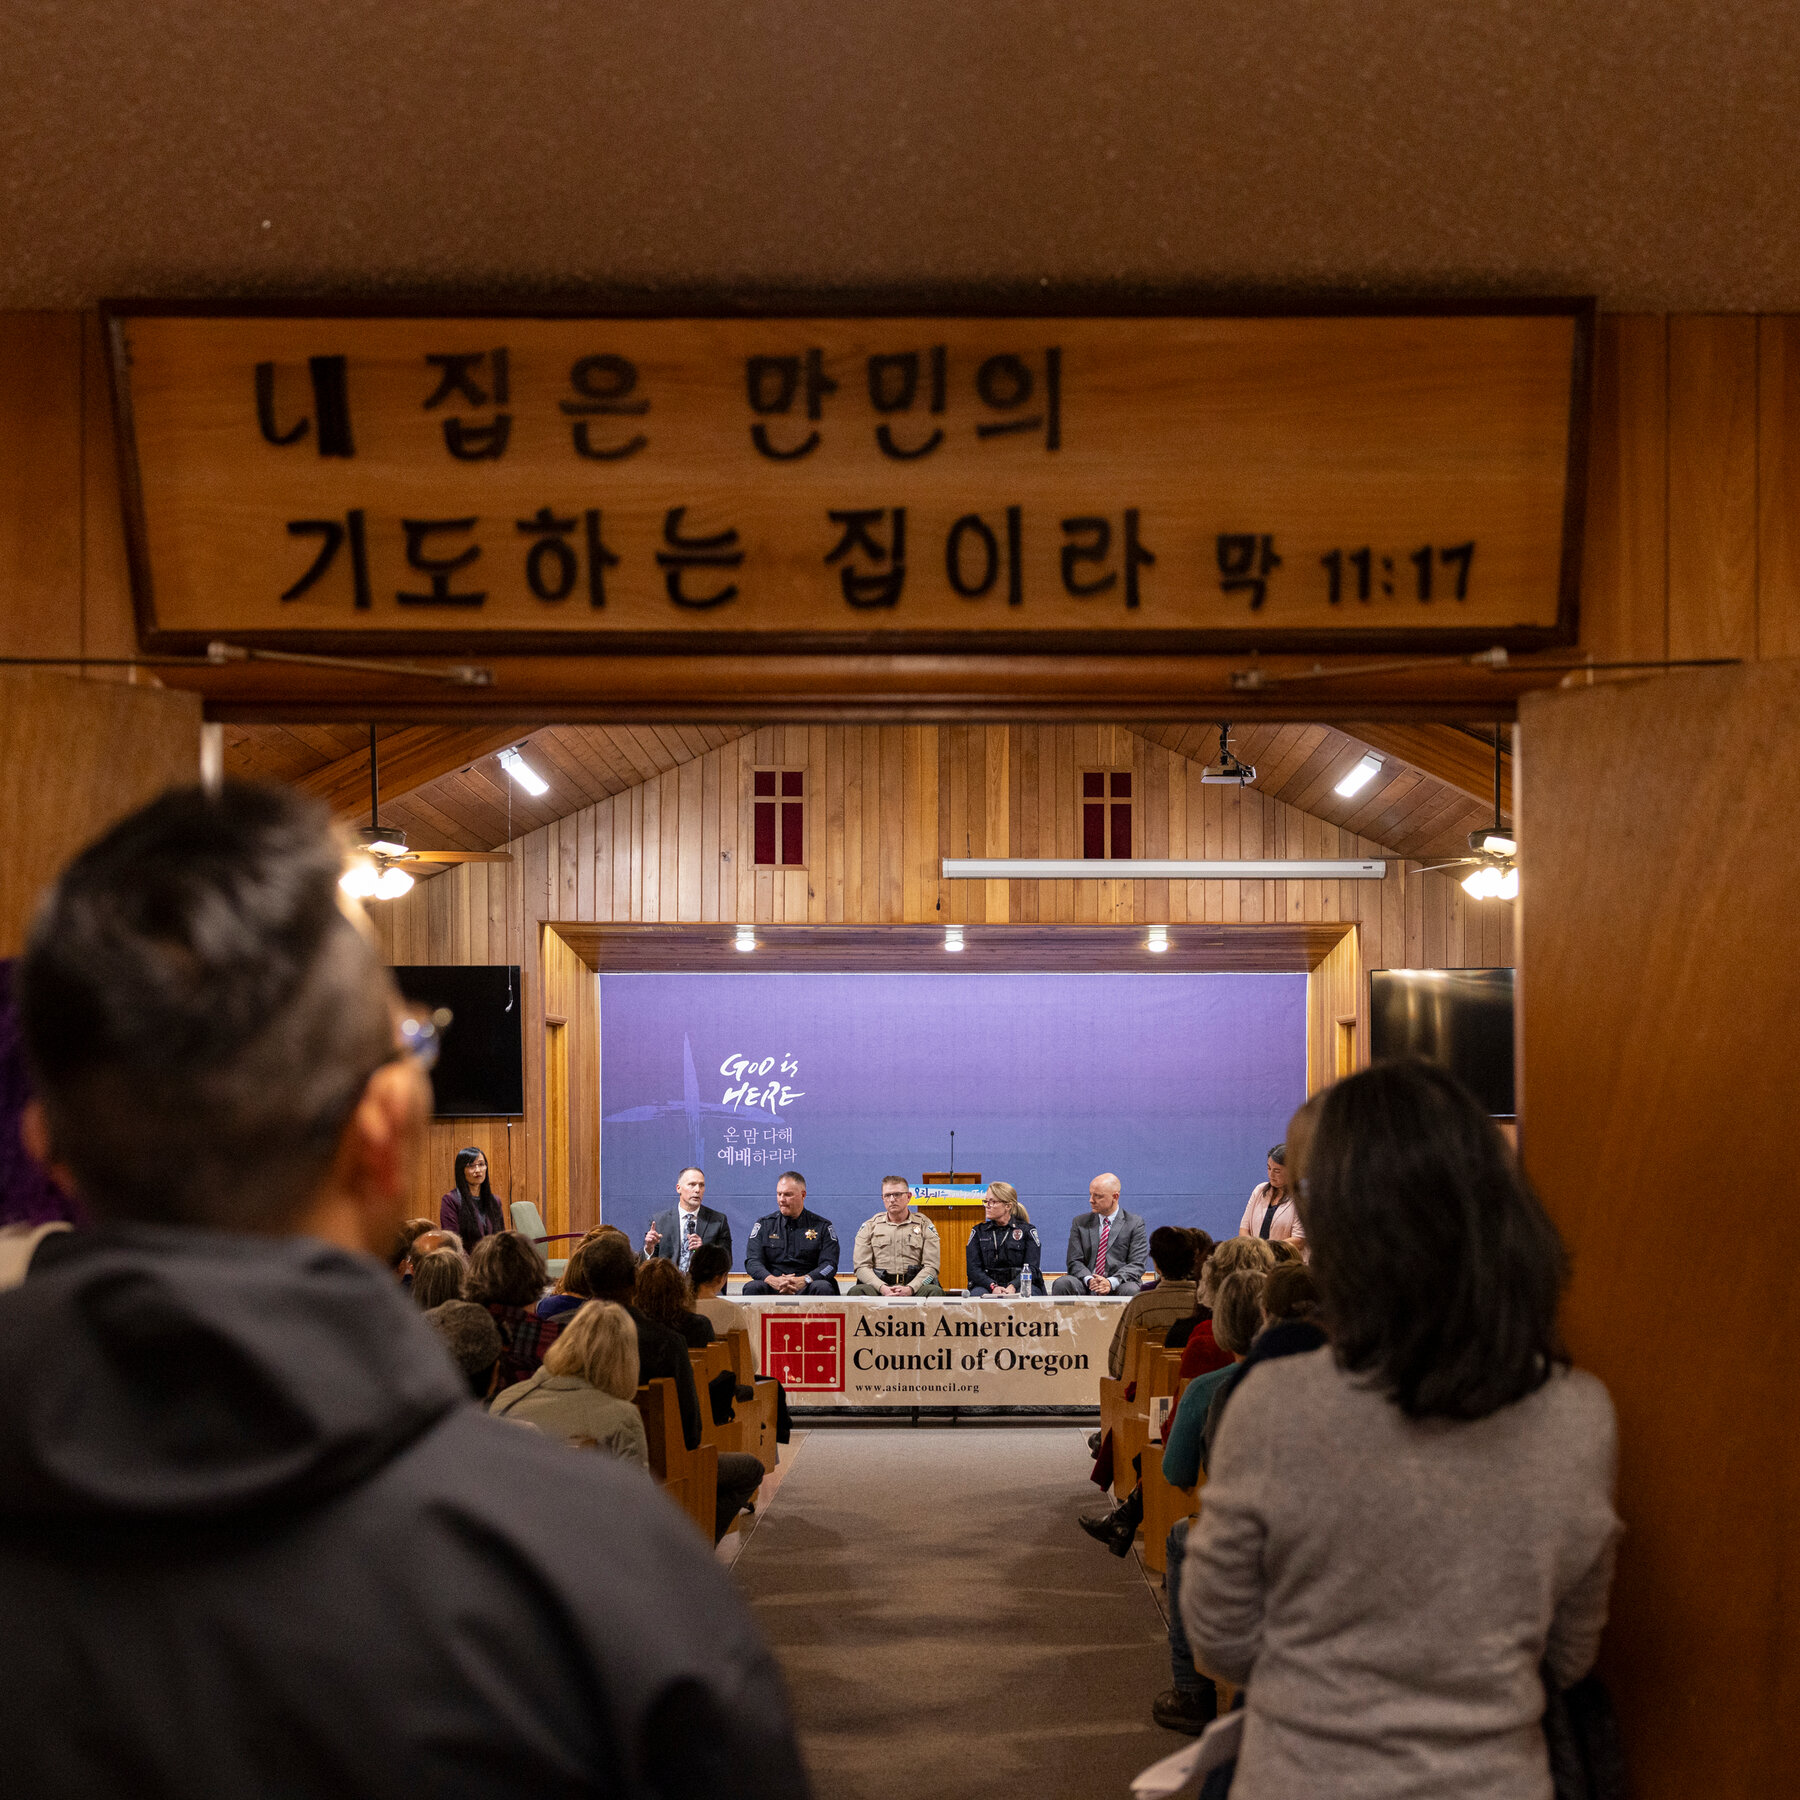 내 집은 만민의
기도하는 집이라 막 11:17
GOD is
HERE
온 맘 다해
예배하리라
Asian American
Council of Oregon
www.asiancouncil.org